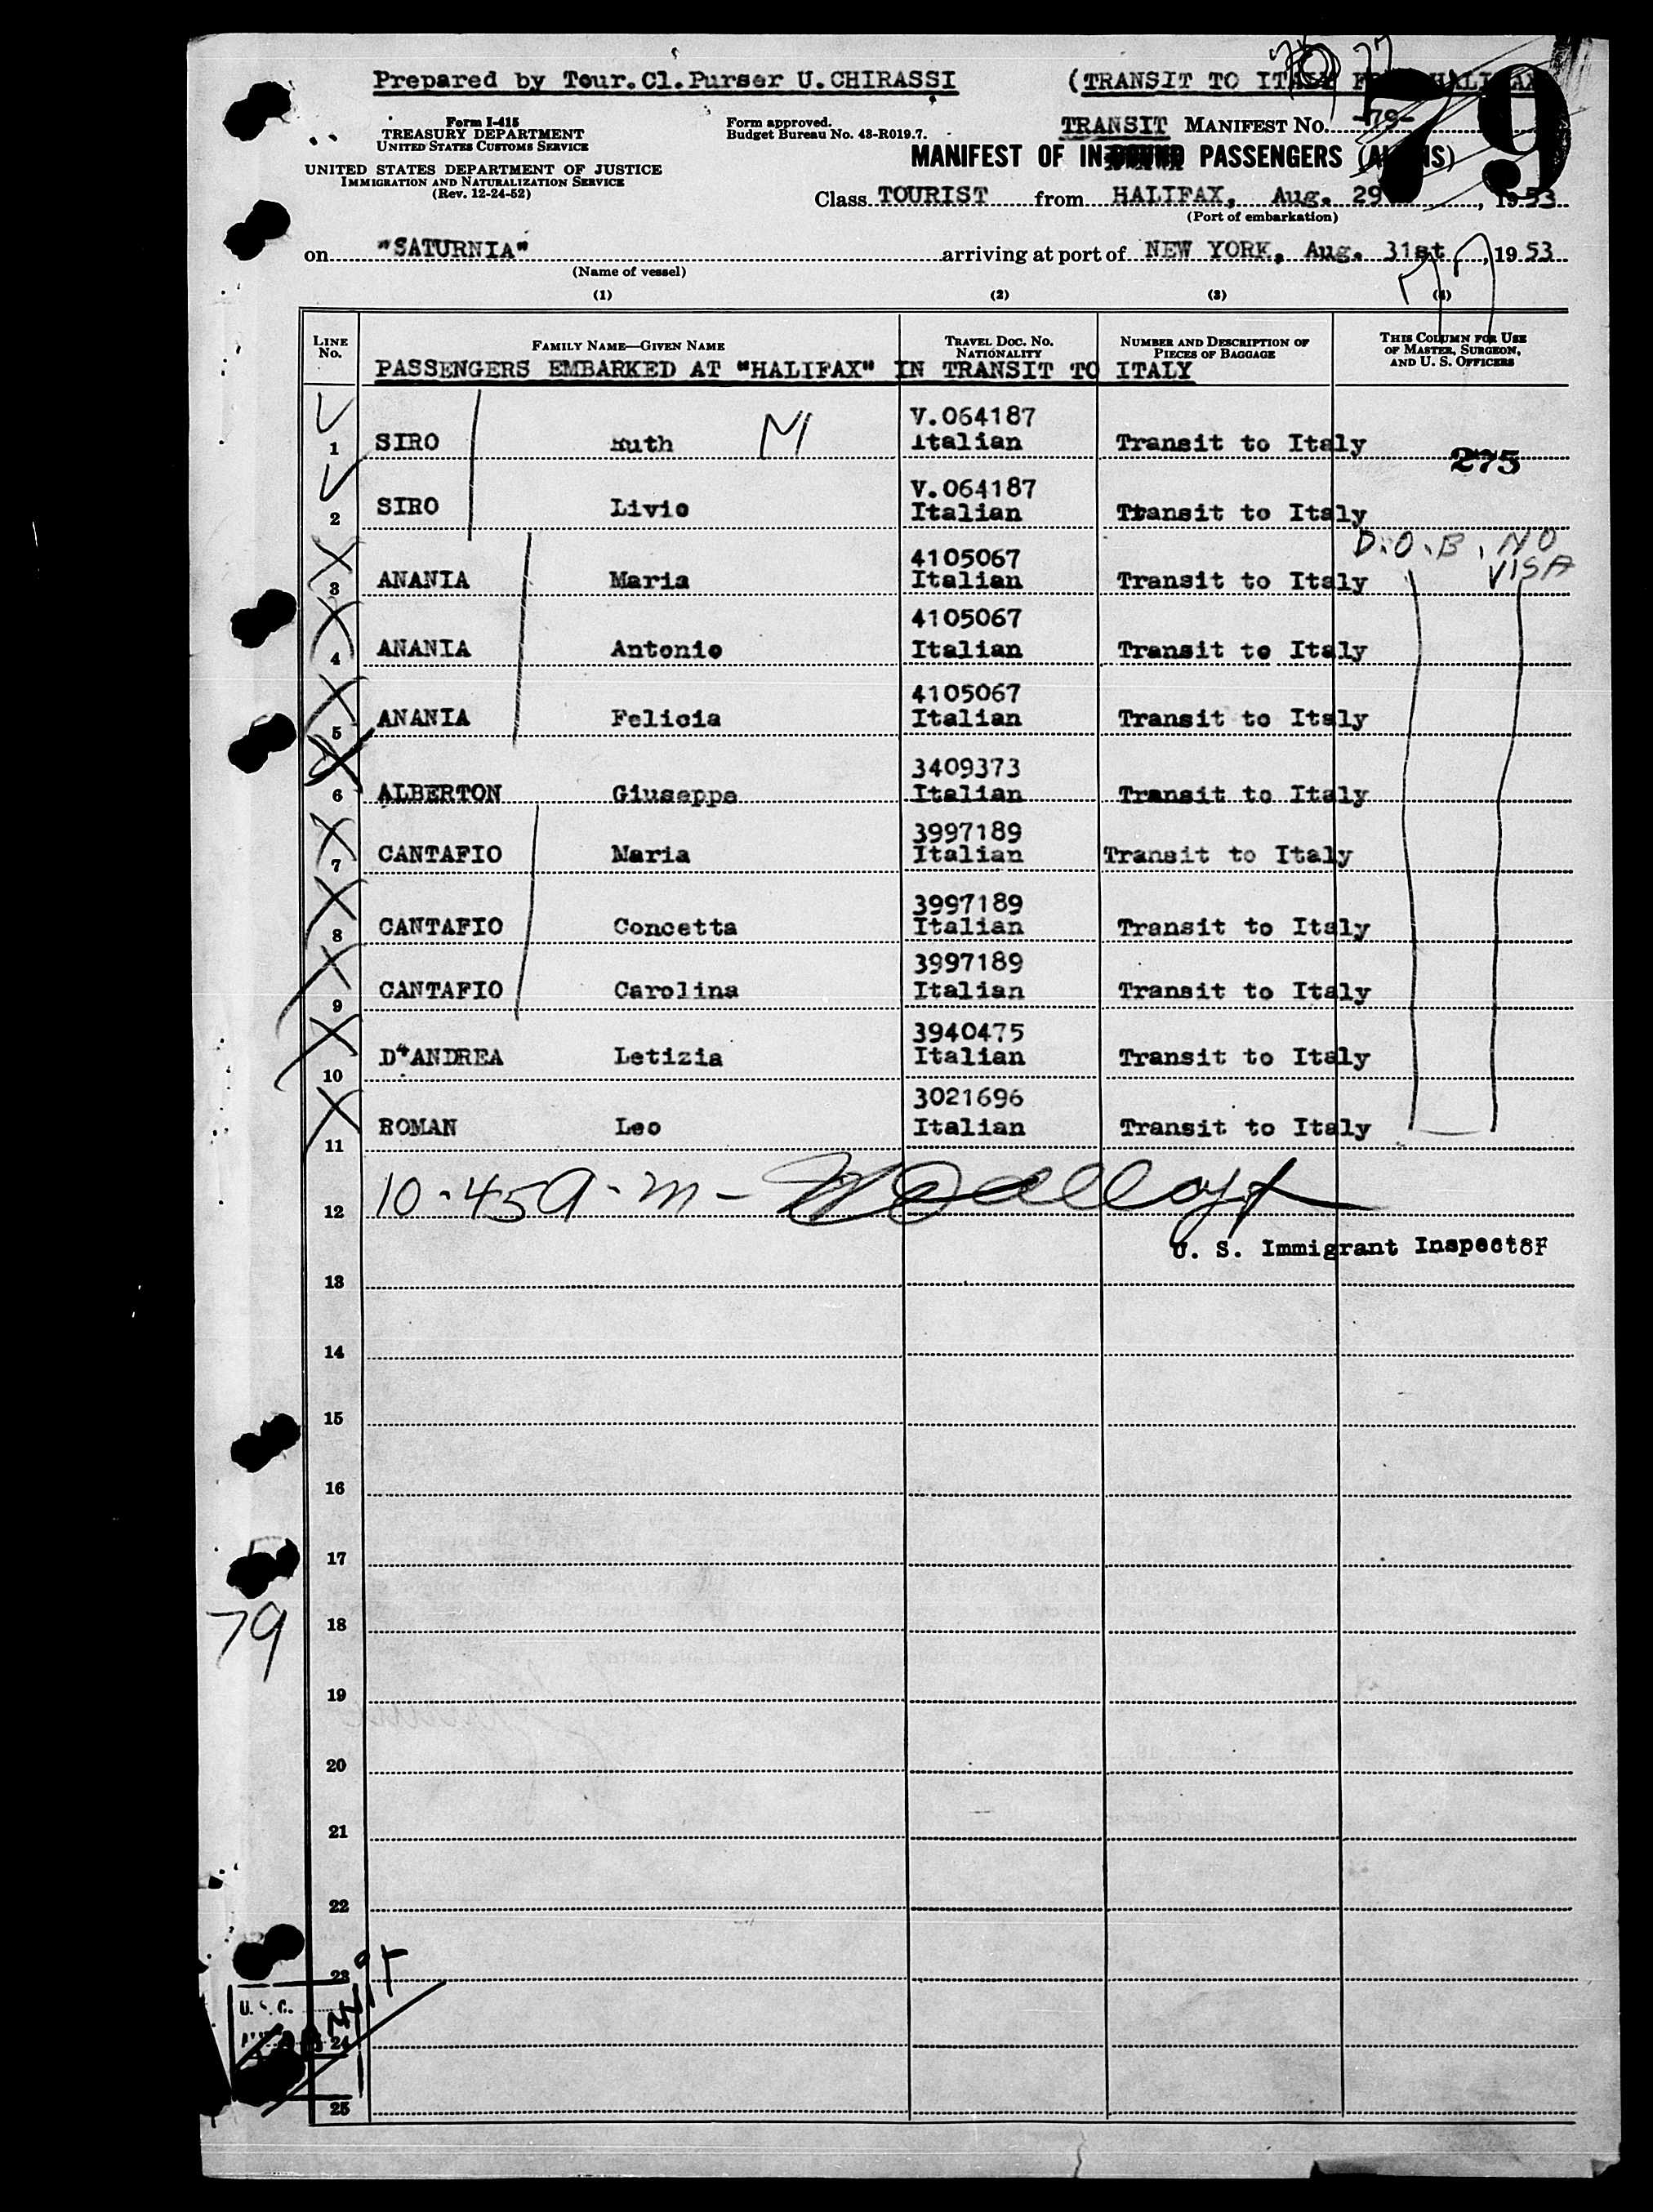 Prepared by Tour.Cl.Purser U.CHIRASSI (TRANSIT TO ITALY HALIFAX
79
Form I-415
TREASURY DEPARTMENT
UNITED STATES CUSTOMS SERVICE
UNITED STATES DEPARTMENT OF JUSTICE
IMMIGRATION AND NATURALIZATION SERVICE
(Rev. 12-24-52)
Form approved.
Budget Bureau No. 43-R019.7.
TRANSIT MANIFEST NO. -79-
MANIFEST OF IN PASSENGERS (ALIENS)
Class TOURIST from HALIFAX, Aug. 29, 1953
(Port of embarkation)
on "SATURNIA" arriving at port of NEW YORK, Aug. 31st, 19 53
(Name of vessel)
(1) (2) (3) (4)
LINE No. FAMILY NAME—GIVEN NAME TRAVEL DOC. NO. NATIONALITY NUMBER AND DESCRIPTION OF PIECES OF BAGGAGE THIS COLUMN FOR USE OF MASTER, SURGEON, AND U. S. OFFICERS
PASSENGERS EMBARKED AT "HALIFAX" IN TRANSIT TO ITALY
V.064187
1 SIRO Ruth M Italian Transit to Italy 275
V.064187
2 SIRO Livio Italian Transit to Italy
D.O.B. NO VISA
4105067
3 ANANIA Maria Italian Transit to Italy
4105067
4 ANANIA Antonio Italian Transit to Italy
4105067
5 ANANIA Felicia Italian Transit to Italy
3409373
6 ALBERTON Giuseppe Italian Transit to Italy
3997189
7 CANTAFIO Maria Italian Transit to Italy
3997189
8 CANTAFIO Concetta Italian Transit to Italy
3997189
9 CANTAFIO Carolina Italian Transit to Italy
3940475
10 D'ANDREA Letizia Italian Transit to Italy
3021696
11 ROMAN Leo Italian Transit to Italy
12 10-45 A-M-
U. S. Immigrant Inspector
13
14
15
16
17
18
79
19
20
21
22
23
U. S. C.
24
25